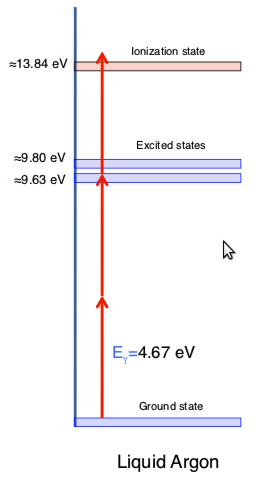 Ionization state
≈13.84 eV
Excited states
≈9.80 eV
≈9.63 eV
Eγ=4.67 eV
Ground state
Liquid Argon